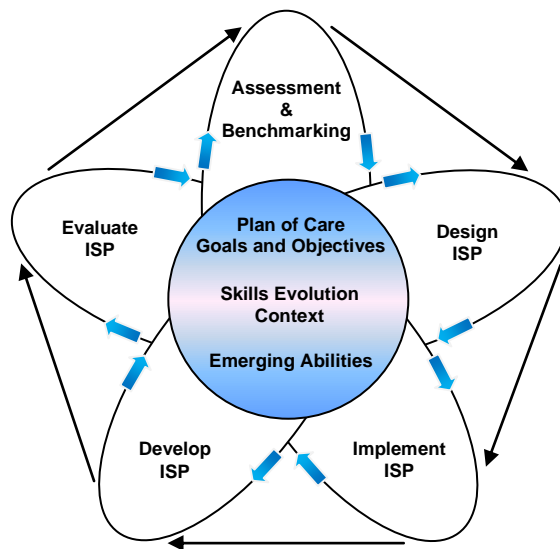 Assessment
&
Benchmarking
Evaluate
ISP
Plan of Care
Goals and Objectives
Skills Evolution
Context
Emerging Abilities
Design
ISP
Develop
ISP
Implement
ISP